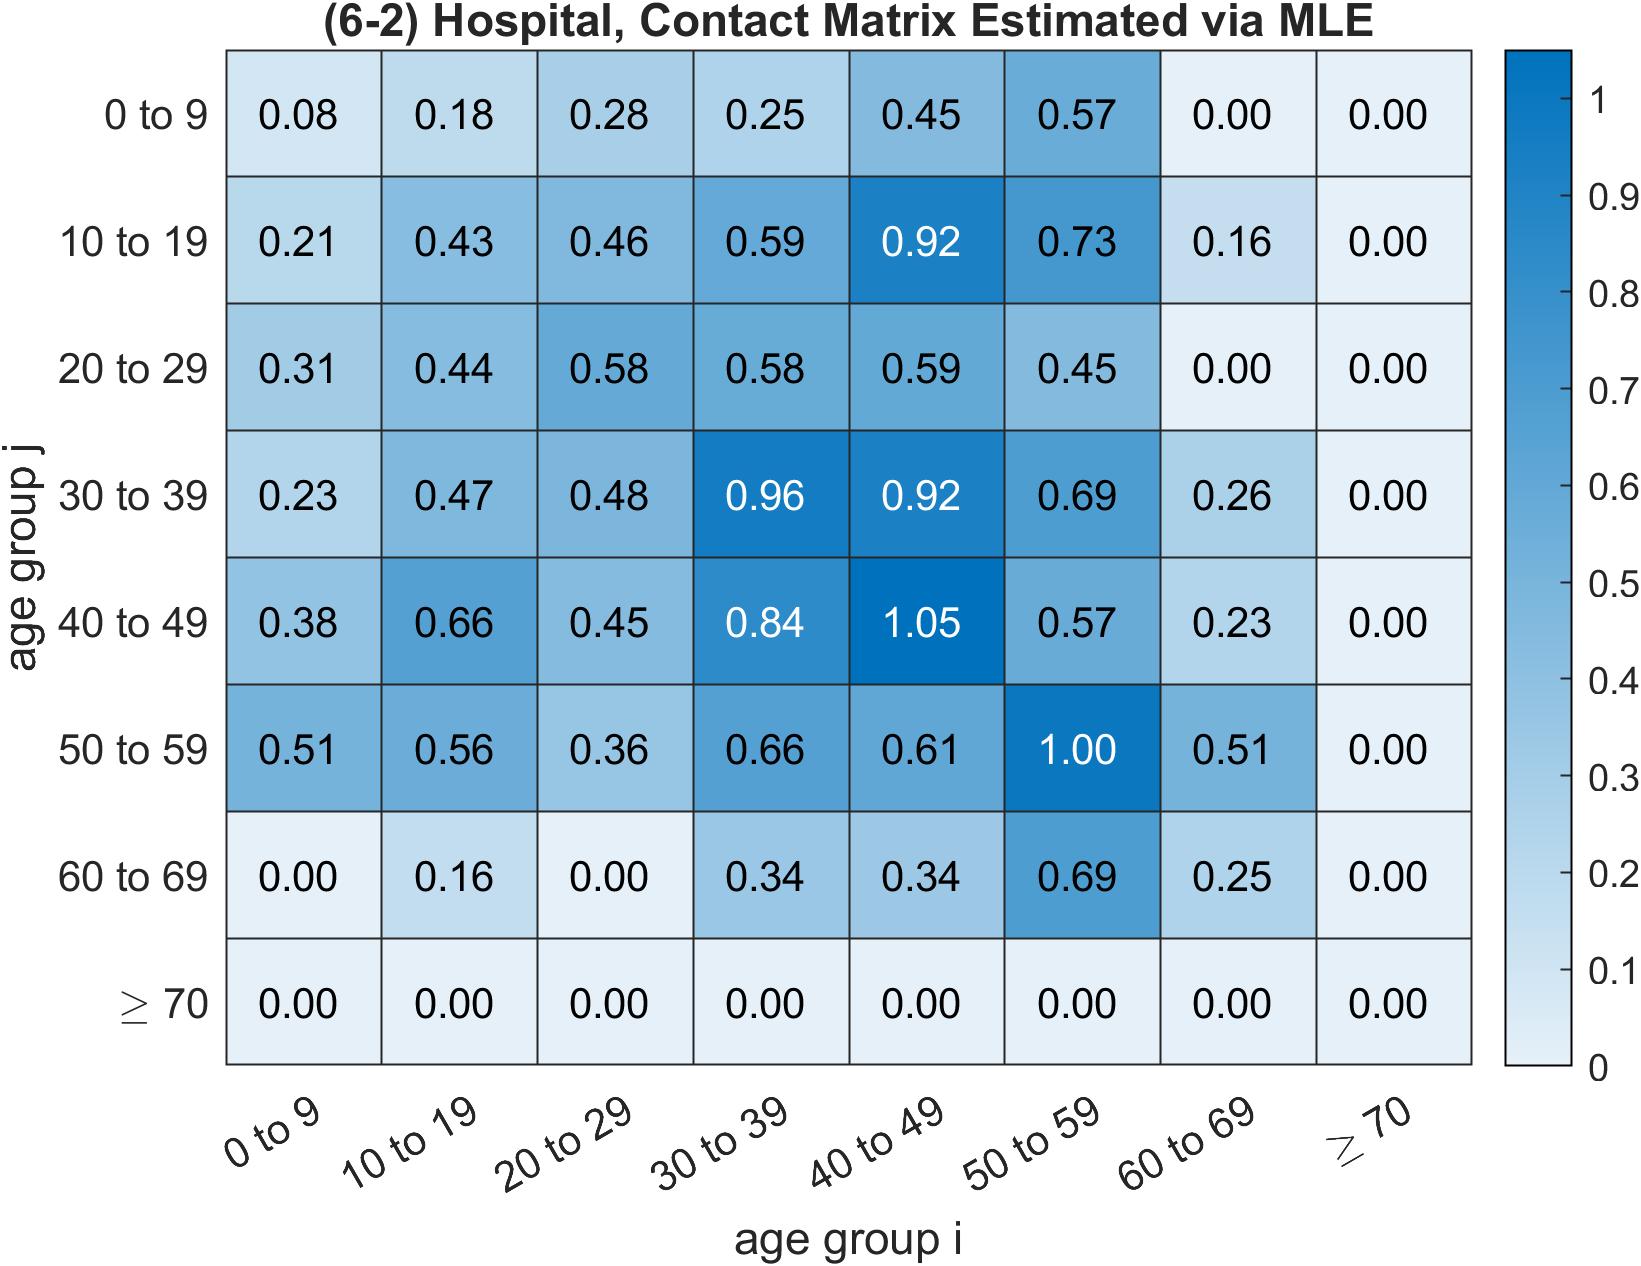 (6-2) Hospital, Contact Matrix Estimated via MLE
0 to 9 0.08 0.18 0.28 0.25 0.45 0.57 0.00 0.00
10 to 19 0.21 0.43 0.46 0.59 0.92 0.73 0.16 0.00
20 to 29 0.31 0.44 0.58 0.58 0.59 0.45 0.00 0.00
30 to 39 0.23 0.47 0.48 0.96 0.92 0.69 0.26 0.00
40 to 49 0.38 0.66 0.45 0.84 1.05 0.57 0.23 0.00
50 to 59 0.51 0.56 0.36 0.66 0.61 1.00 0.51 0.00
60 to 69 0.00 0.16 0.00 0.34 0.34 0.69 0.25 0.00
≥ 70 0.00 0.00 0.00 0.00 0.00 0.00 0.00 0.00
0 to 9 10 to 19 20 to 29 30 to 39 40 to 49 50 to 59 60 to 69 ≥ 70
age group i
age group j
1
0.9
0.8
0.7
0.6
0.5
0.4
0.3
0.2
0.1
0